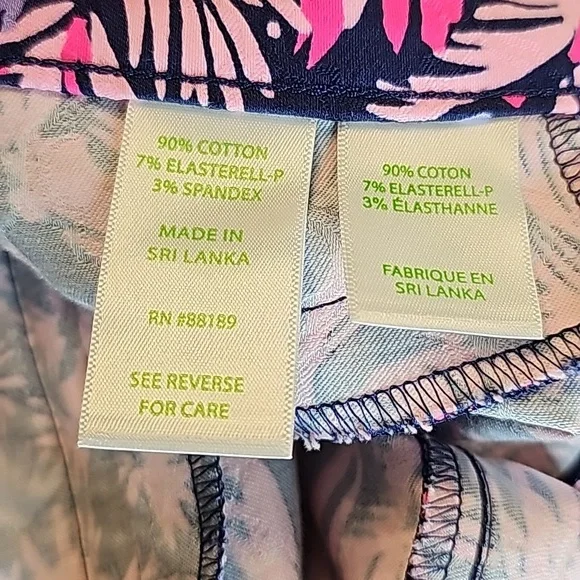 90% COTTON
7% ELASTERELL-P
3% SPANDEX
MADE IN
SRI LANKA
RN #88189
SEE REVERSE
FOR CARE
90% COTON
7% ELASTERELL-P
3% ÉLASTHANNE
FABRIQUE EN
SRI LANKA